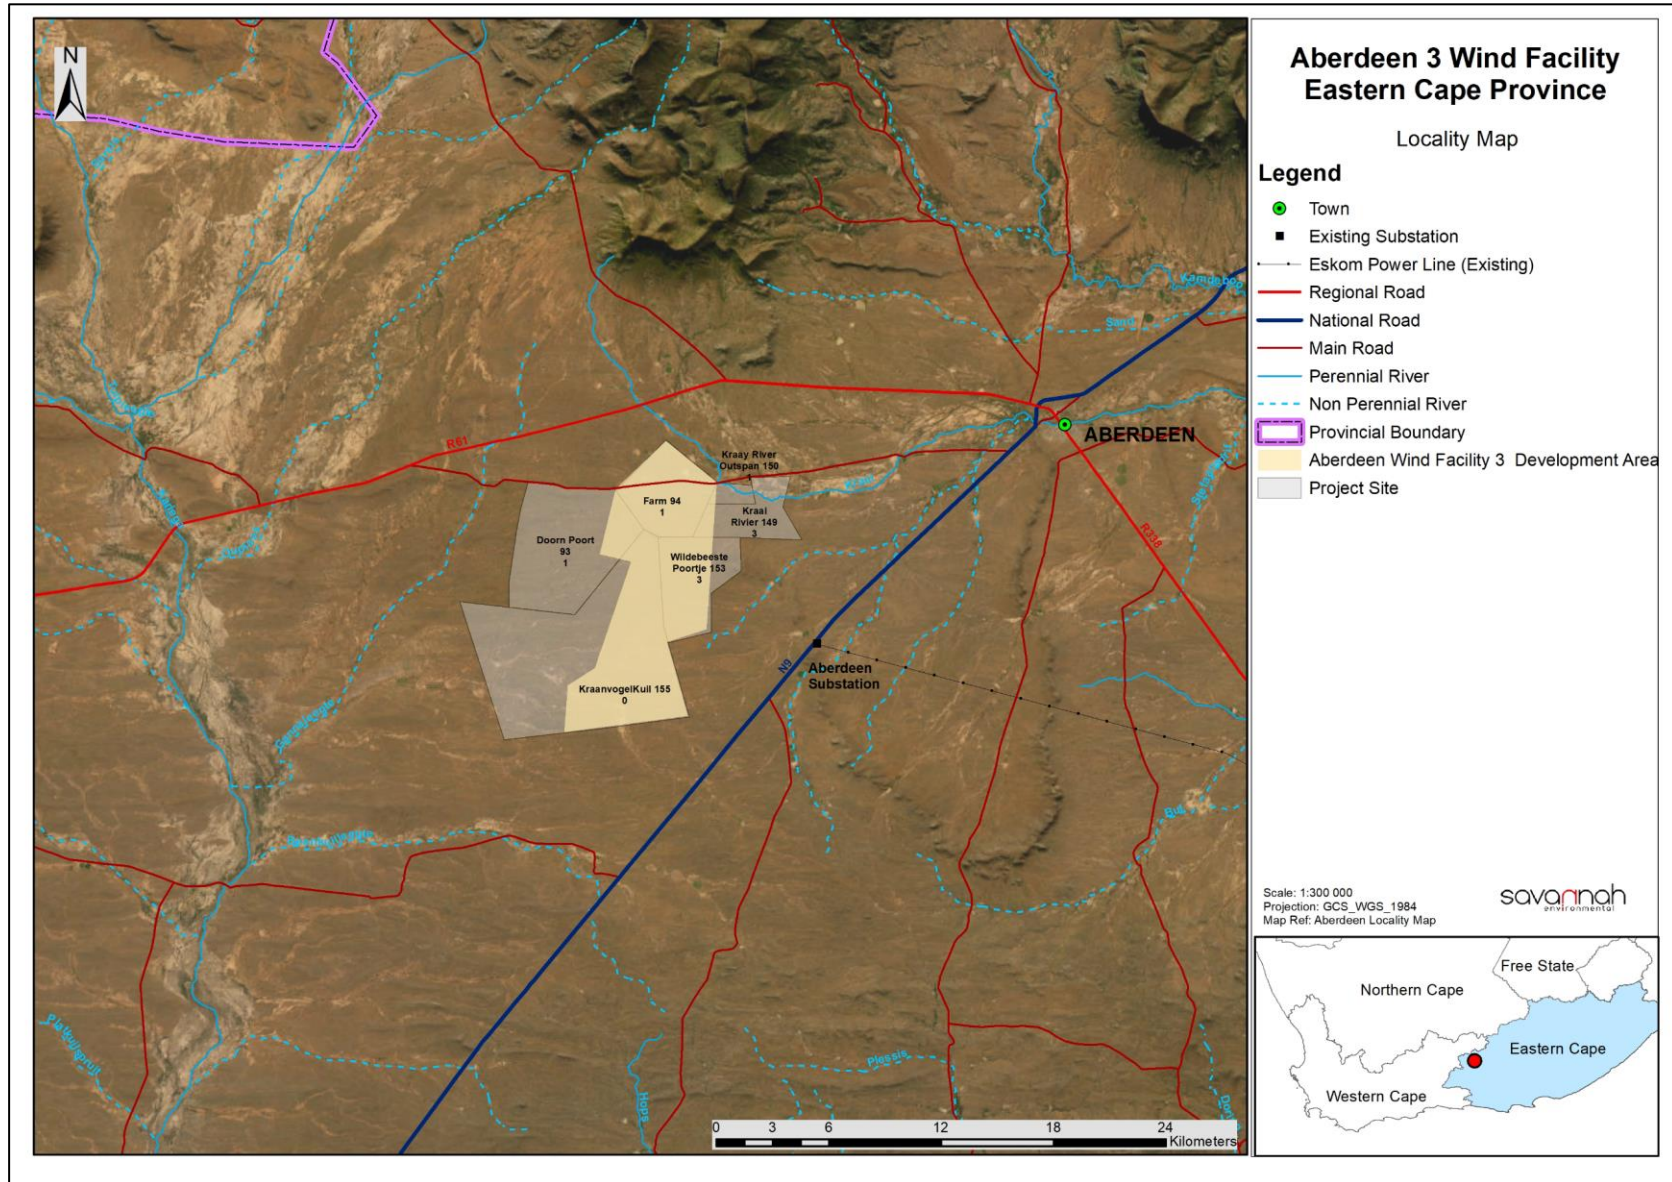 N
Kraay River
Outspan 150
1
Farm 94
1
Kraai
Rivier 149
3
Doorn Poort
93
1
Wildebeeste
Poortje 153
3
KraanvogelKuil 155
0
R61
ABERDEEN
R338
N9
Aberdeen
Substation
Kamdeboo
Sand
Kraai
Bul
Plessis
Hops
0 3 6 12 18 24
Kilometers
Aberdeen 3 Wind Facility
Eastern Cape Province
Locality Map
Legend
Town
Existing Substation
Eskom Power Line (Existing)
Regional Road
National Road
Main Road
Perennial River
Non Perennial River
Provincial Boundary
Aberdeen Wind Facility 3 Development Area
Project Site
Scale: 1:300 000
Projection: GCS_WGS_1984
Map Ref: Aberdeen Locality Map
savannah
environmental
Free State
Northern Cape
Eastern Cape
Western Cape